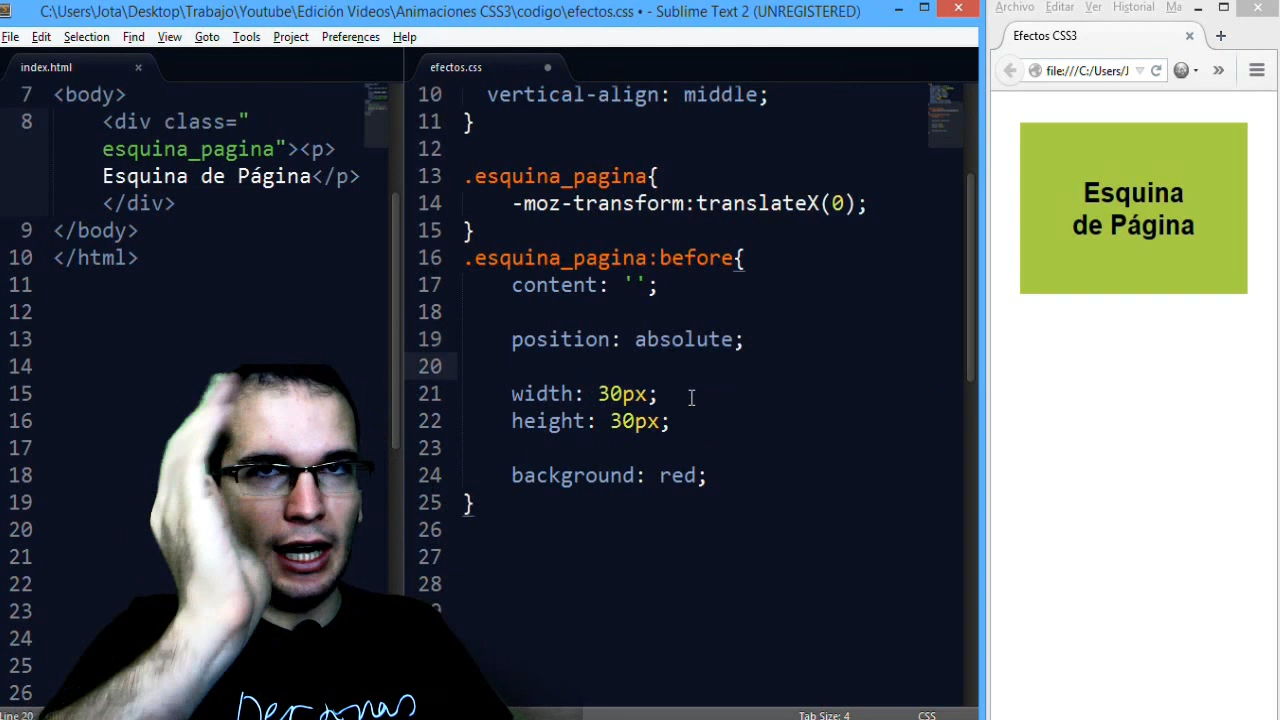 C:\Users\Jota\Desktop\Trabajo\Youtube\Edición Videos\Animaciones CSS3\codigo\efectos.css • - Sublime Text 2 (UNREGISTERED)
File Edit Selection Find View Goto Tools Project Preferences Help
index.html
7 <body>
8 <div class="
esquina_pagina"><p>
Esquina de Página</p>
</div>
9 </body>
10 </html>
11
12
13
14
15
16
17
18
19
20
21
22
23
24
25
26
efectos.css
10 vertical-align: middle;
11 }
12
13 .esquina_pagina{
14 -moz-transform:translateX(0);
15 }
16 .esquina_pagina:before{
17 content: '';
18
19 position: absolute;
20
21 width: 30px;
22 height: 30px;
23
24 background: red;
25 }
26
27
28
Line 20
Tab Size: 4 CSS
Archivo Editar Ver Historial Ma
Efectos CSS3
file:///C:/Users/J
Esquina
de Página
Personas